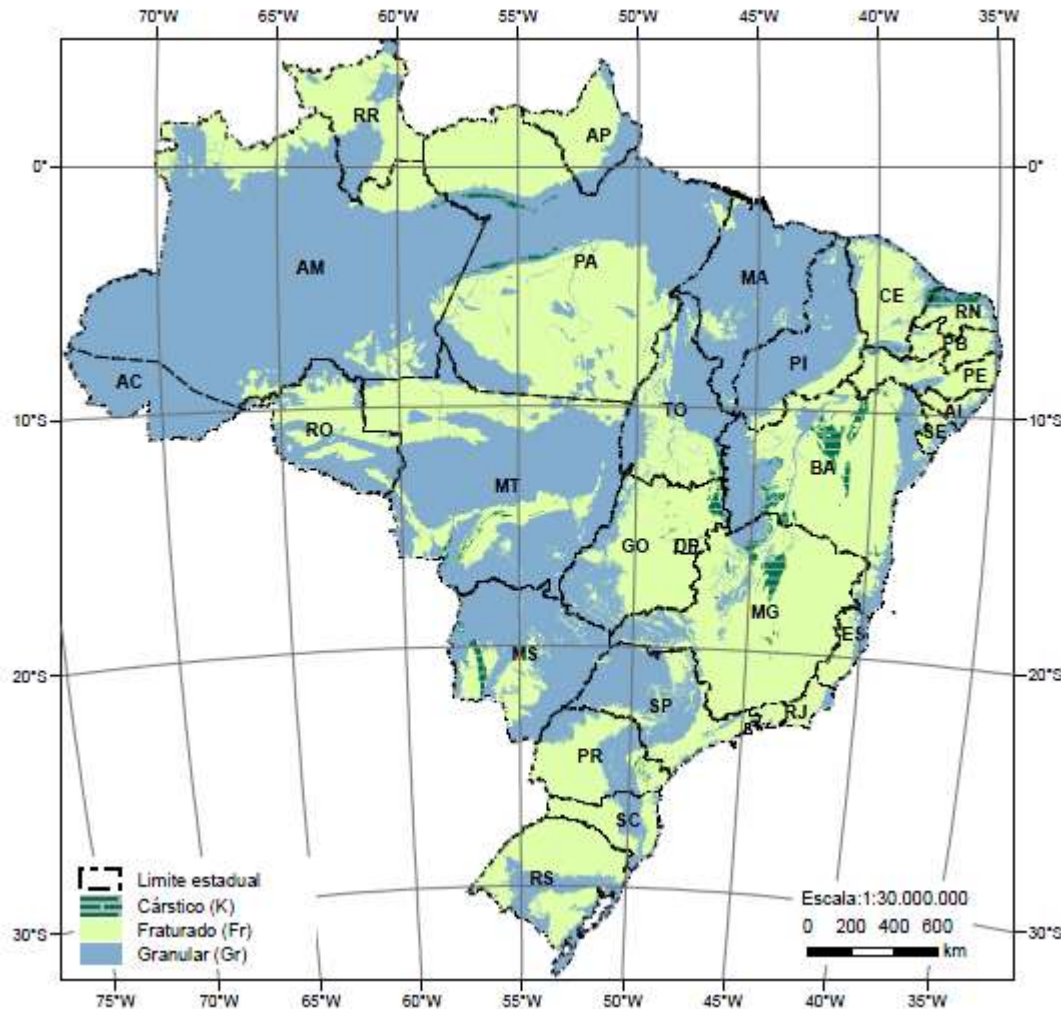 70°W 65°W 60°W 55°W 50°W 45°W 40°W 35°W
RR
AP
0° 0°
AM PA MA CE RN
PB
PI PE
AC TO
10°S 10°S
RO SE
BA
MT
GO DF
MG
ES
MS
20°S 20°S
SP RJ
PR
SC
RS
Limite estadual
Cárstico (K)
Fraturado (Fr)
Granular (Gr)
Escala:1:30.000.000
0 200 400 600
km
30°S 30°S
75°W 70°W 65°W 60°W 55°W 50°W 45°W 40°W 35°W